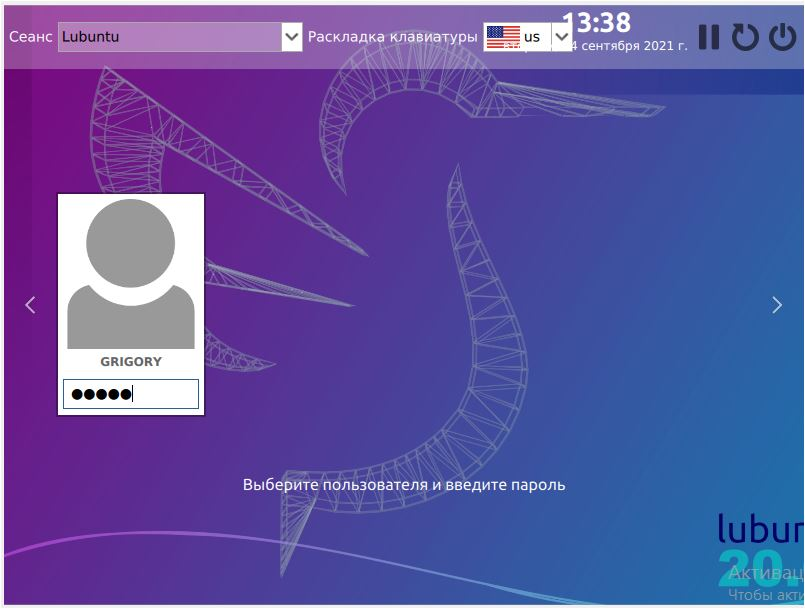 Сеанс Lubuntu Раскладка клавиатуры us 13:38
4 сентября 2021 г.
GRIGORY
Выберите пользователя и введите пароль
lubun
20.
Активац
Чтобы акти